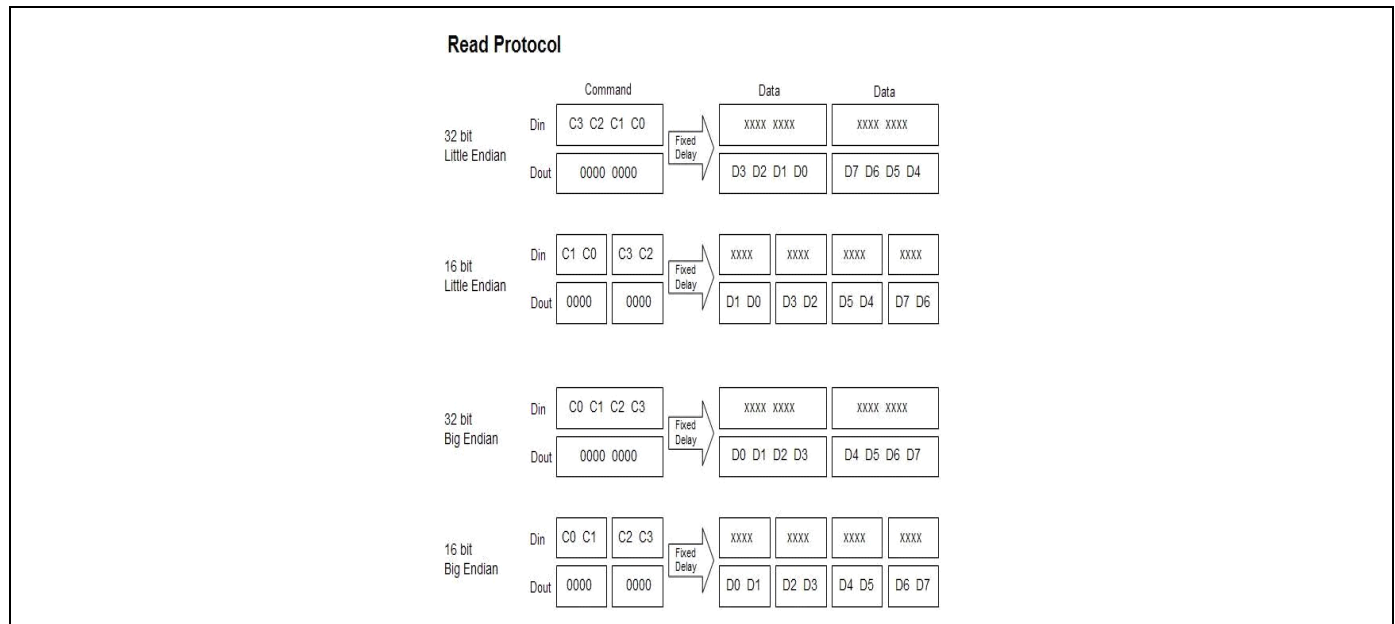 Read Protocol
Command Data Data
32 bit
Little Endian
Din C3 C2 C1 C0 xxxx xxxx xxxx xxxx
Fixed
Delay
Dout 0000 0000 D3 D2 D1 D0 D7 D6 D5 D4
16 bit
Little Endian
Din C1 C0 C3 C2 xxxx xxxx xxxx xxxx
Fixed
Delay
Dout 0000 0000 D1 D0 D3 D2 D5 D4 D7 D6
32 bit
Big Endian
Din C0 C1 C2 C3 xxxx xxxx xxxx xxxx
Fixed
Delay
Dout 0000 0000 D0 D1 D2 D3 D4 D5 D6 D7
16 bit
Big Endian
Din C0 C1 C2 C3 xxxx xxxx xxxx xxxx
Fixed
Delay
Dout 0000 0000 D0 D1 D2 D3 D4 D5 D6 D7